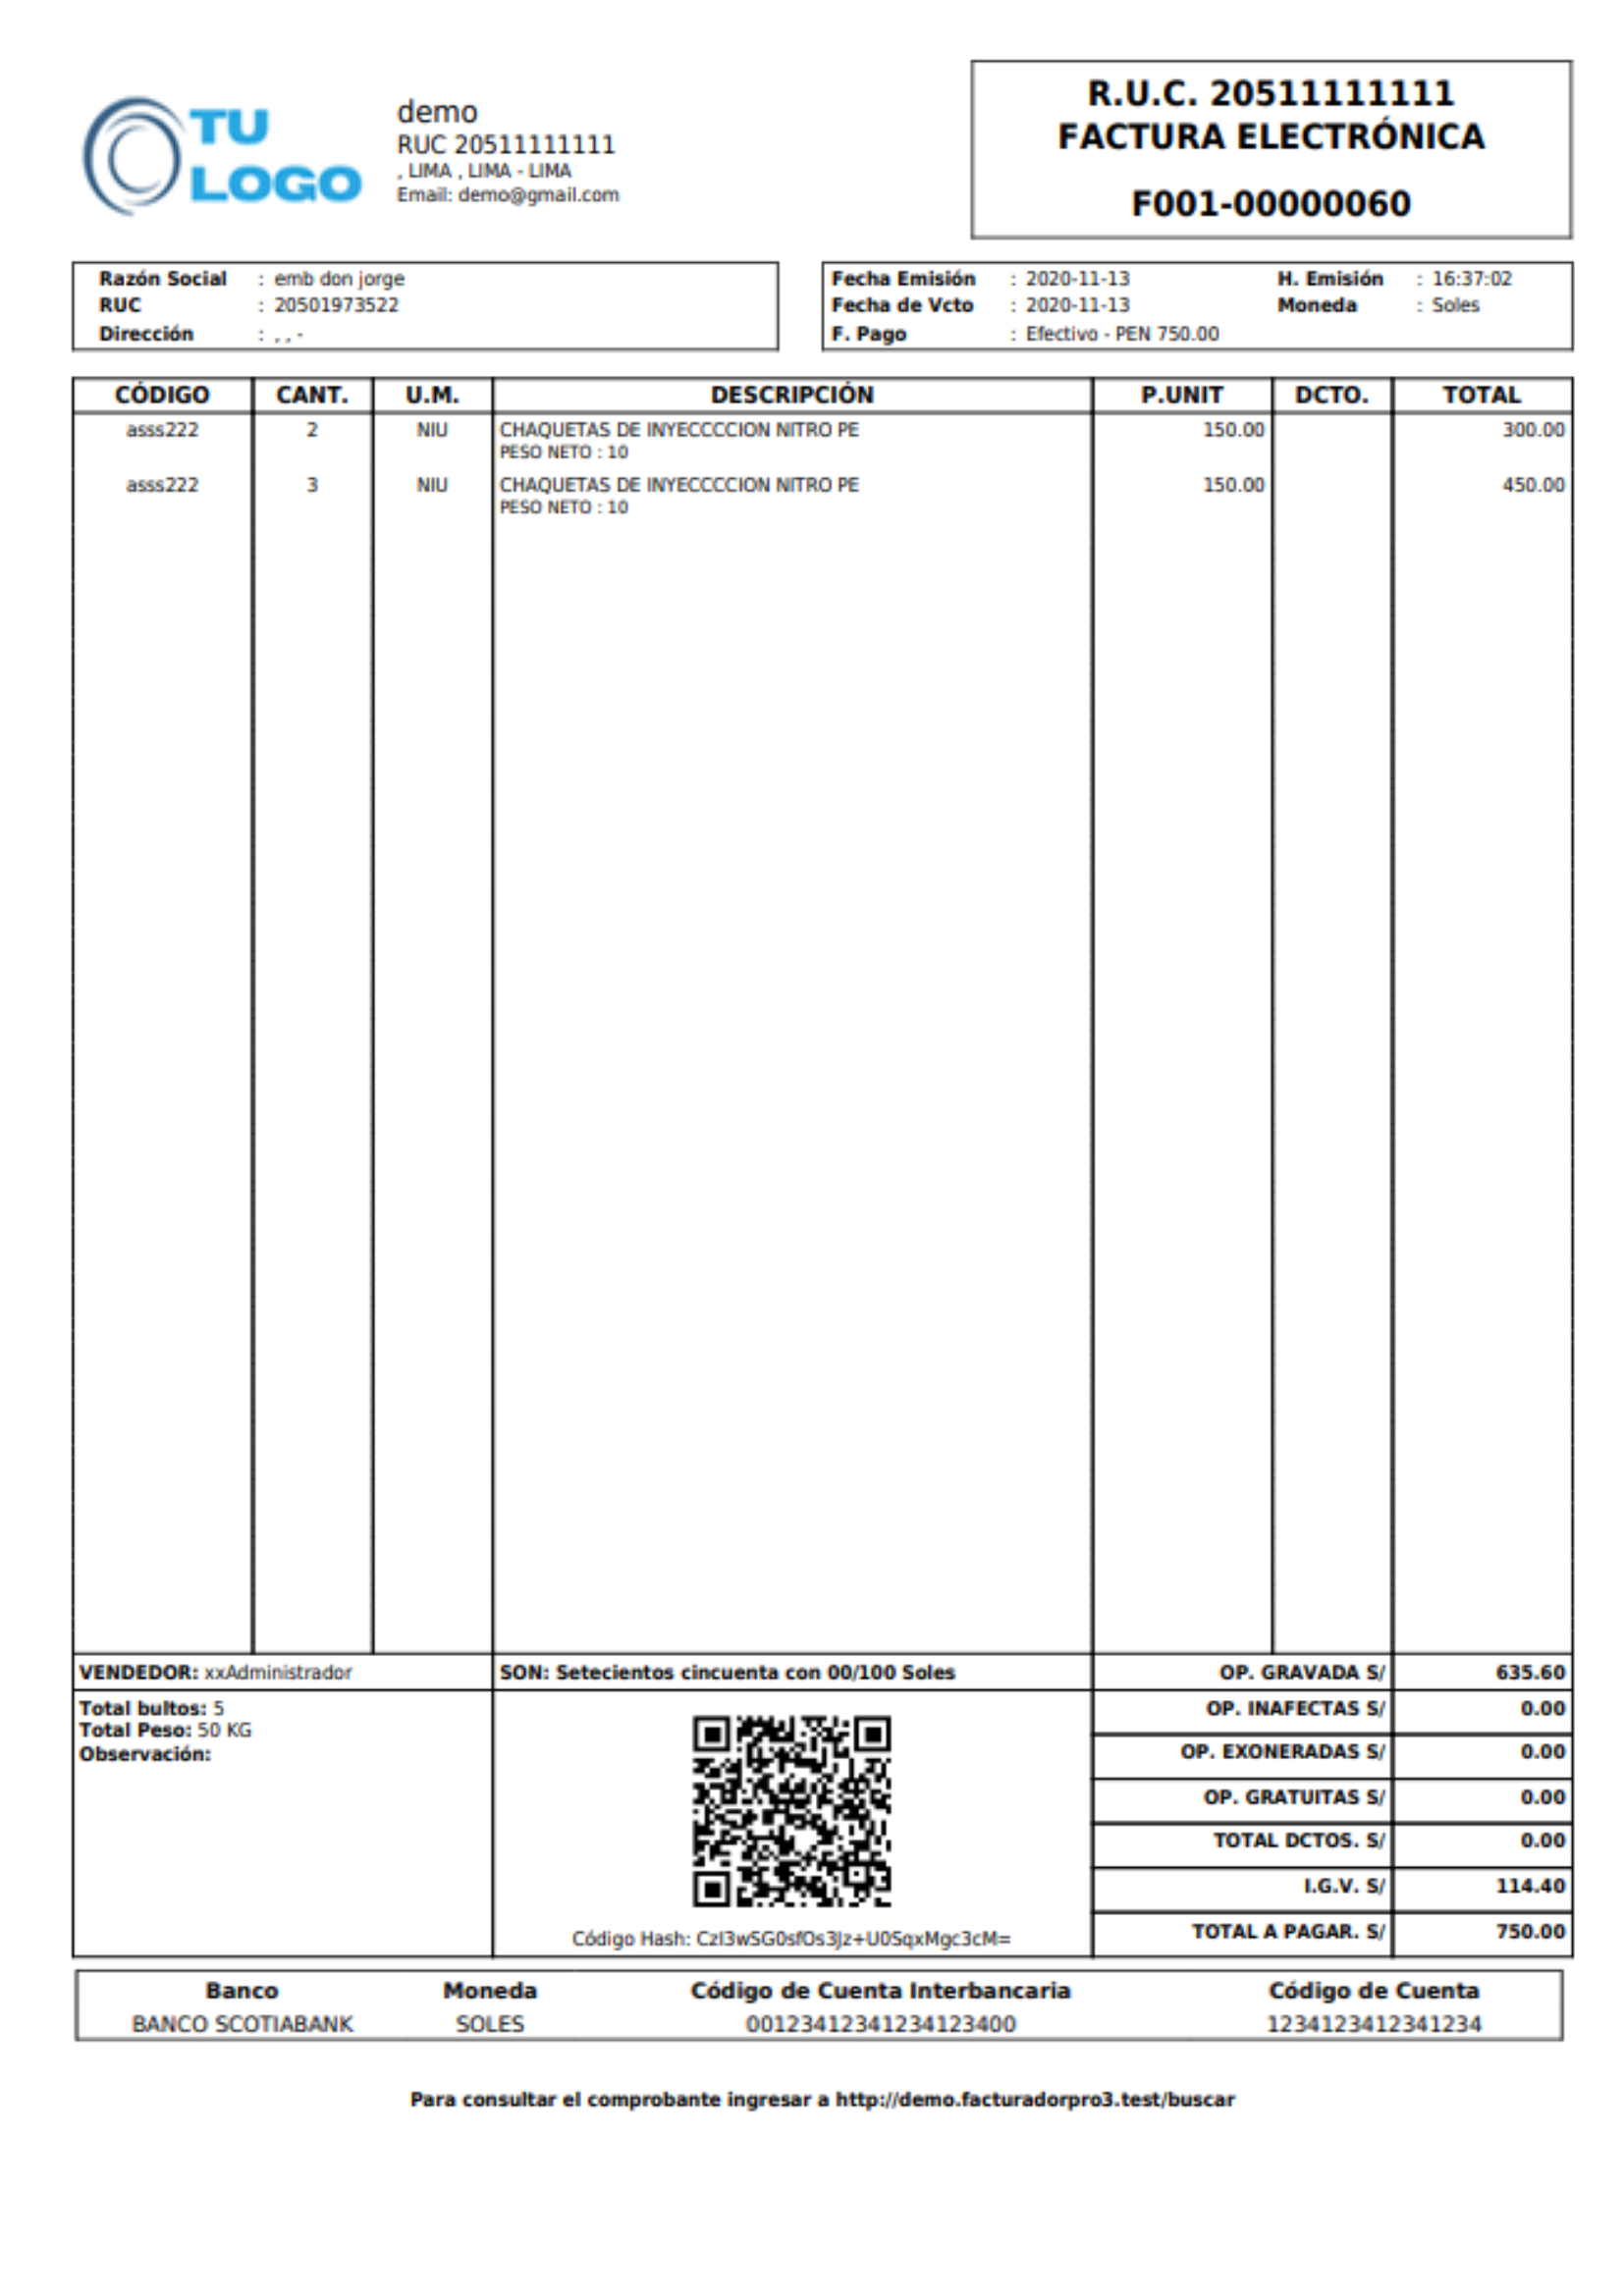 TU
LOGO
demo
RUC 20511111111
, LIMA , LIMA - LIMA
Email: demo@gmail.com
R.U.C. 20511111111
FACTURA ELECTRÓNICA
F001-00000060
Razón Social : emb don jorge
RUC : 20501973522
Dirección : , , -
Fecha Emisión : 2020-11-13 H. Emisión : 16:37:02
Fecha de Vcto : 2020-11-13 Moneda : Soles
F. Pago : Efectivo - PEN 750.00
CÓDIGO CANT. U.M. DESCRIPCIÓN P.UNIT DCTO. TOTAL
asss222 2 NIU CHAQUETAS DE INYECCCCION NITRO PE 150.00 300.00
PESO NETO : 10
asss222 3 NIU CHAQUETAS DE INYECCCCION NITRO PE 150.00 450.00
PESO NETO : 10
VENDEDOR: xxAdministrador SON: Setecientos cincuenta con 00/100 Soles OP. GRAVADA S/ 635.60
Total bultos: 5
Total Peso: 50 KG
Observación:
Código Hash: CzI3wSG0sfOs3Jz+U0SqxMgc3cM=
OP. INAFECTAS S/ 0.00
OP. EXONERADAS S/ 0.00
OP. GRATUITAS S/ 0.00
TOTAL DCTOS. S/ 0.00
I.G.V. S/ 114.40
TOTAL A PAGAR. S/ 750.00
Banco Moneda Código de Cuenta Interbancaria Código de Cuenta
BANCO SCOTIABANK SOLES 00123412341234123400 1234123412341234
Para consultar el comprobante ingresar a http://demo.facturadorpro3.test/buscar